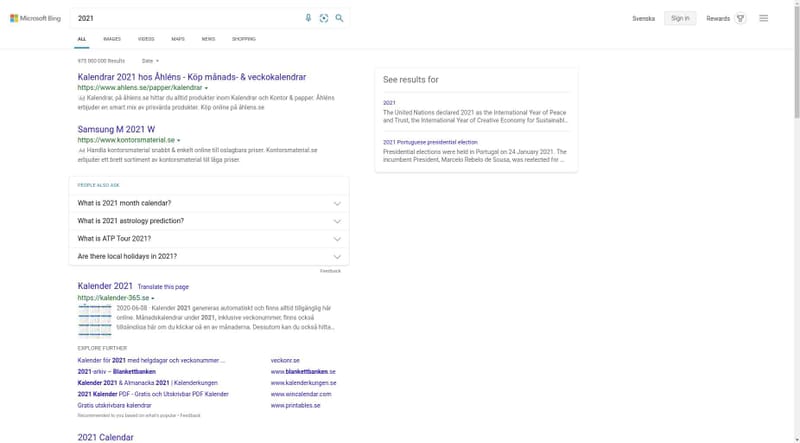 Microsoft Bing
2021
Svenska
Sign in
Rewards
ALL
IMAGES
VIDEOS
MAPS
NEWS
SHOPPING
975 000 000 Results
Date
Kalendrar 2021 hos Åhléns - Köp månads- & veckokalendrar
https://www.ahlens.se/papper/kalendrar
Ad Kalendrar, på åhlens.se hittar du alltid produkter inom Kalendrar och Kontor & papper. Åhléns
erbjuder en smart mix av prisvärda produkter. Köp online på åhlens.se
Samsung M 2021 W
https://www.kontorsmaterial.se
Ad Handla kontorsmaterial snabbt & enkelt online till oslagbara priser. Kontorsmaterial.se
erbjuder ett brett sortiment av kontorsmaterial till låga priser.
PEOPLE ALSO ASK
What is 2021 month calendar?
What is 2021 astrology prediction?
What is ATP Tour 2021?
Are there local holidays in 2021?
Feedback
Kalender 2021 Translate this page
https://kalender-365.se
2020-06-08 · Kalender 2021 genereras automatiskt och finns alltid tillgänglig här
online. Månadskalendrar under 2021, inklusive veckonummer, finns också
tillgängliga här om du klickar på en av månaderna. Dessutom kan du också hitta...
EXPLORE FURTHER
Kalender för 2021 med helgdagar och veckonummer ... veckonr.se
2021-arkiv – Blankettbanken www.blankettbanken.se
Kalender 2021 & Almanacka 2021 | Kalenderkungen www.kalenderkungen.se
2021 Kalender PDF - Gratis och Utskrivbar PDF Kalender www.wincalendar.com
Gratis utskrivbara kalendrar www.printables.se
Recommended to you based on what's popular • Feedback
2021 Calendar
See results for
2021
The United Nations declared 2021 as the International Year of Peace
and Trust, the International Year of Creative Economy for Sustainabl...
2021 Portuguese presidential election
Presidential elections were held in Portugal on 24 January 2021. The
incumbent President, Marcelo Rebelo de Sousa, was reelected for ...